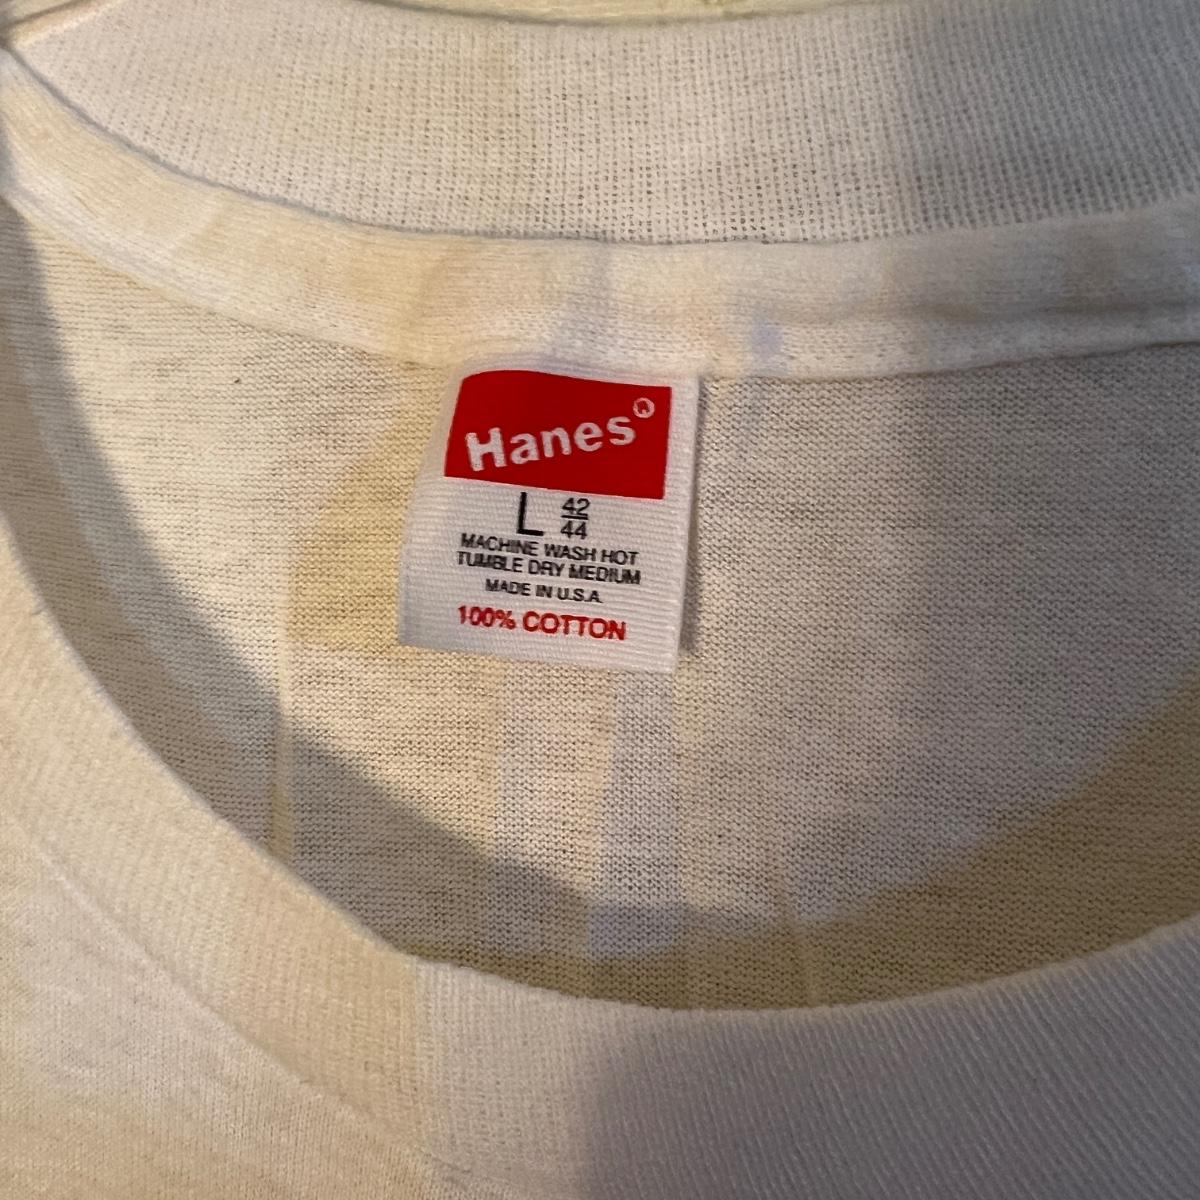 Hanes®
L 42/44
MACHINE WASH HOT
TUMBLE DRY MEDIUM
MADE IN U.S.A.
100% COTTON